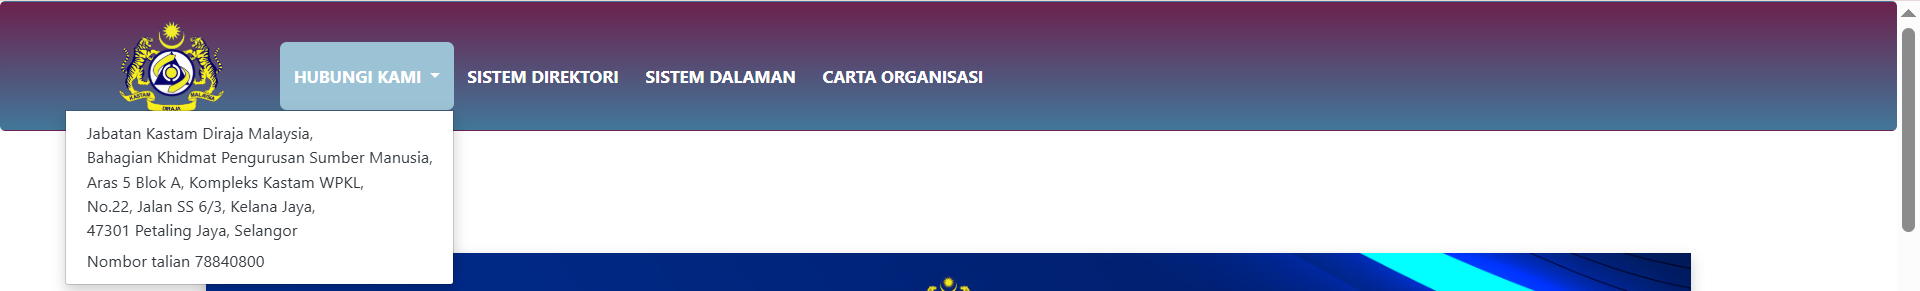 KASTAM MALAYSIA
DIRAJA
HUBUNGI KAMI
SISTEM DIREKTORI
SISTEM DALAMAN
CARTA ORGANISASI
Jabatan Kastam Diraja Malaysia,
Bahagian Khidmat Pengurusan Sumber Manusia,
Aras 5 Blok A, Kompleks Kastam WPKL,
No.22, Jalan SS 6/3, Kelana Jaya,
47301 Petaling Jaya, Selangor
Nombor talian 78840800